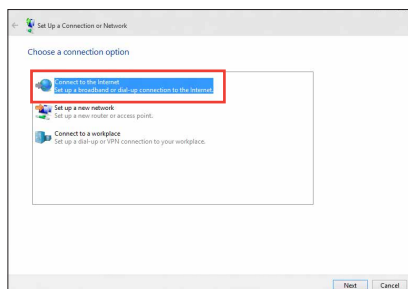 Set Up a Connection or Network
Choose a connection option
Connect to the Internet
Set up a broadband or dial-up connection to the Internet.
Set up a new network
Set up a new router or access point.
Connect to a workplace
Set up a dial-up or VPN connection to your workplace.
Next Cancel